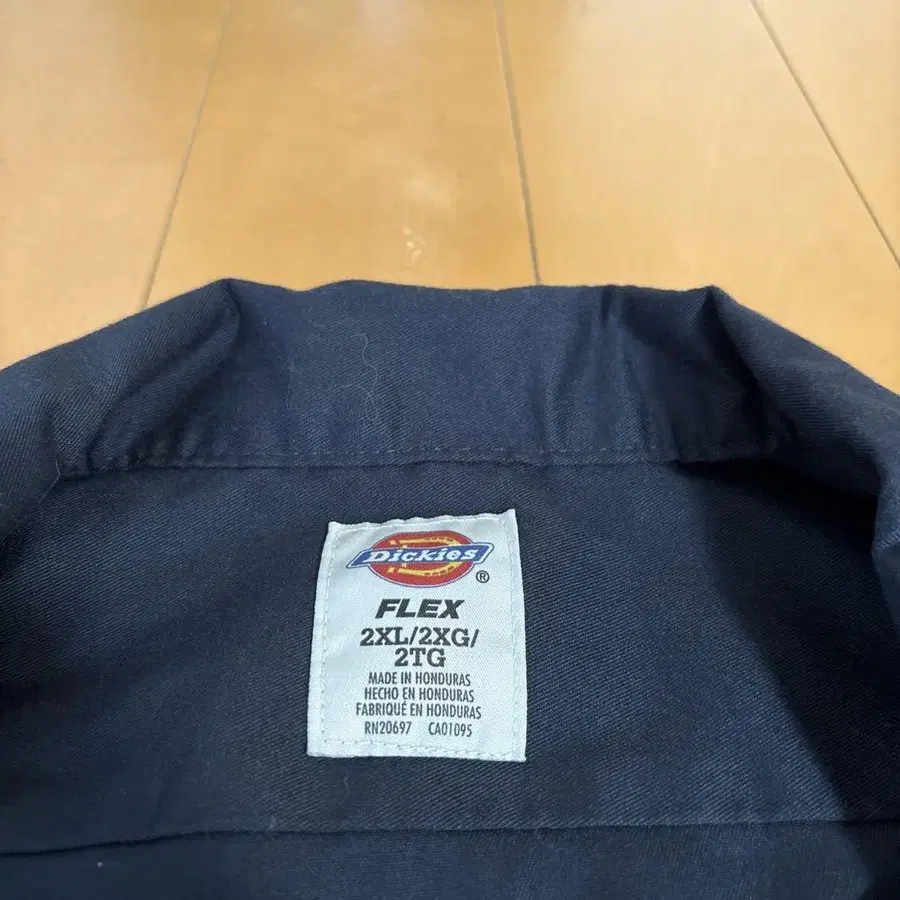 Dickies
®
FLEX
2XL/2XG/
2TG
MADE IN HONDURAS
HECHO EN HONDURAS
FABRIQUÉ EN HONDURAS
RN20697 CA01095